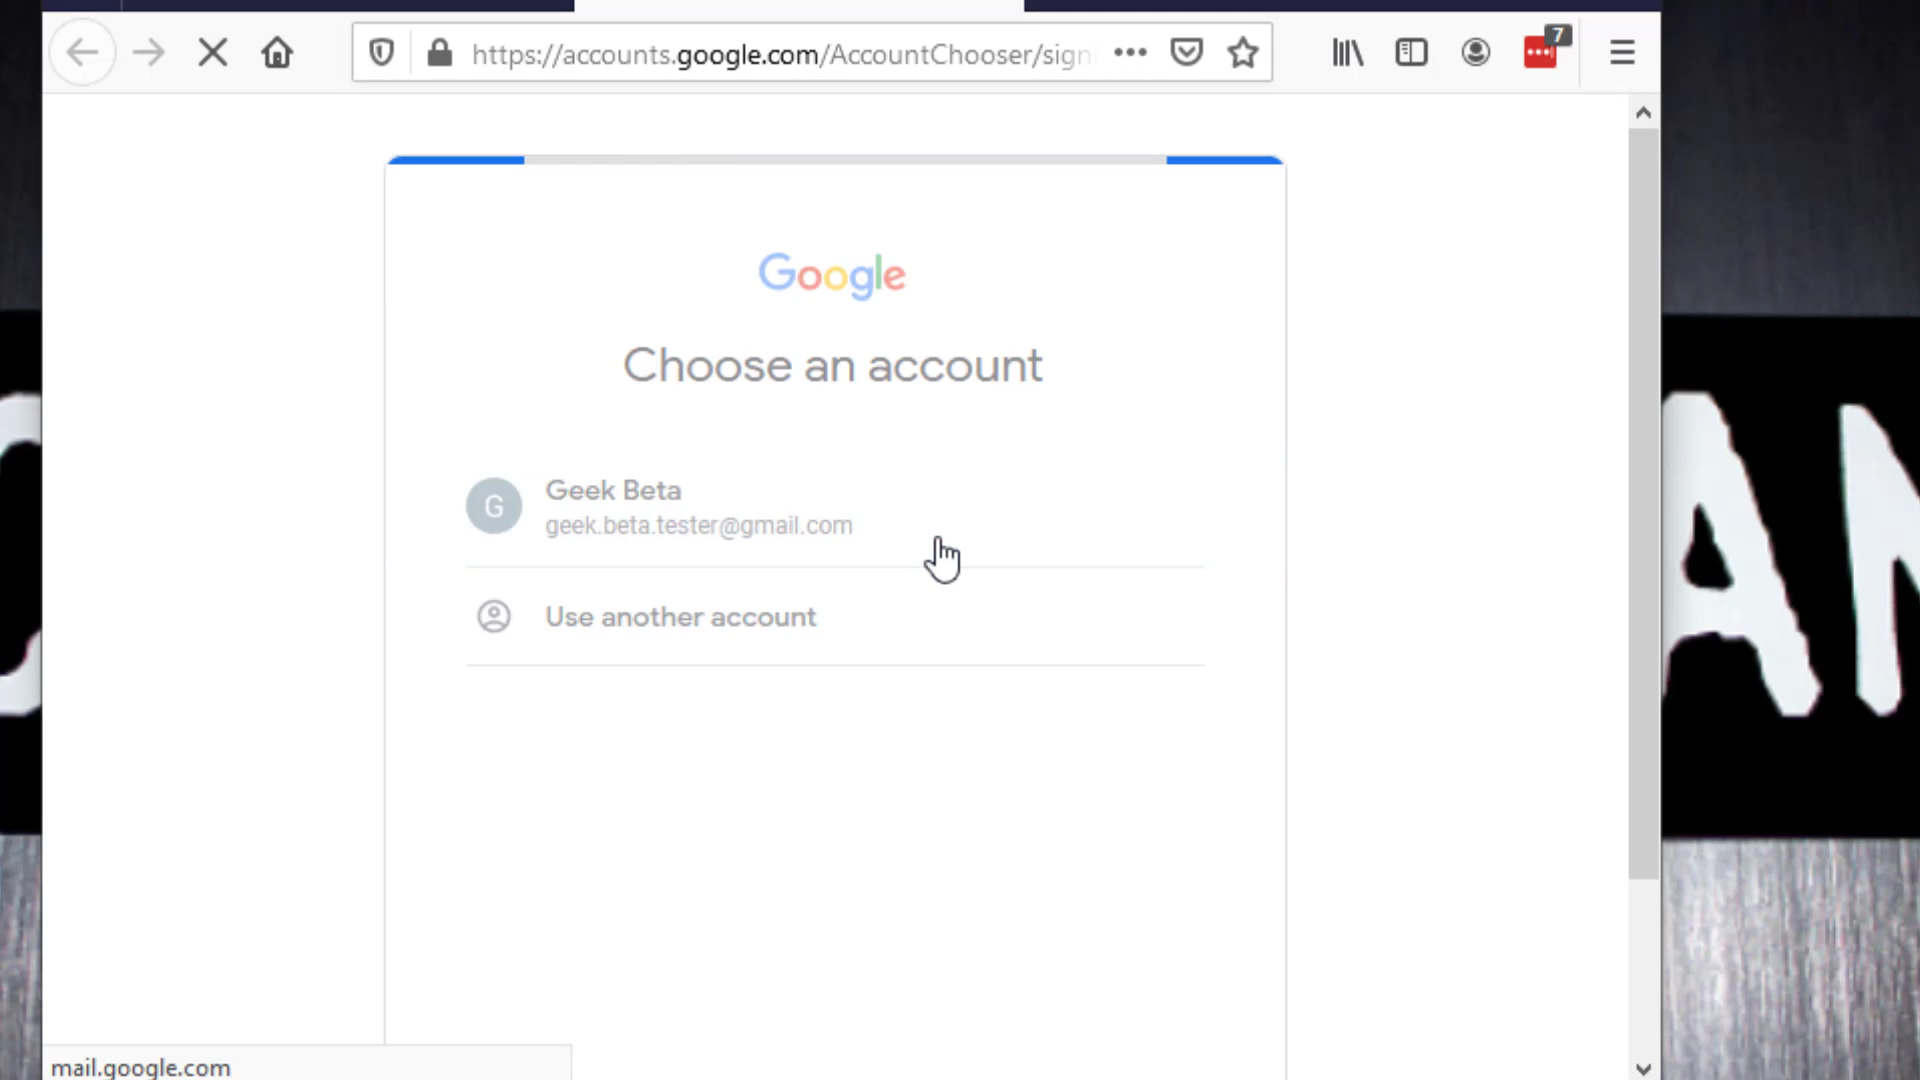 https://accounts.google.com/AccountChooser/sign
7
Google
Choose an account
G
Geek Beta
geek.beta.tester@gmail.com
Use another account
AN
mail.google.com